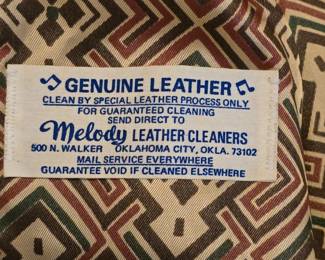 GENUINE LEATHER
CLEAN BY SPECIAL LEATHER PROCESS ONLY
FOR GUARANTEED CLEANING
SEND DIRECT TO
Melody LEATHER CLEANERS
500 N. WALKER OKLAHOMA CITY, OKLA. 73102
MAIL SERVICE EVERYWHERE
GUARANTEE VOID IF CLEANED ELSEWHERE